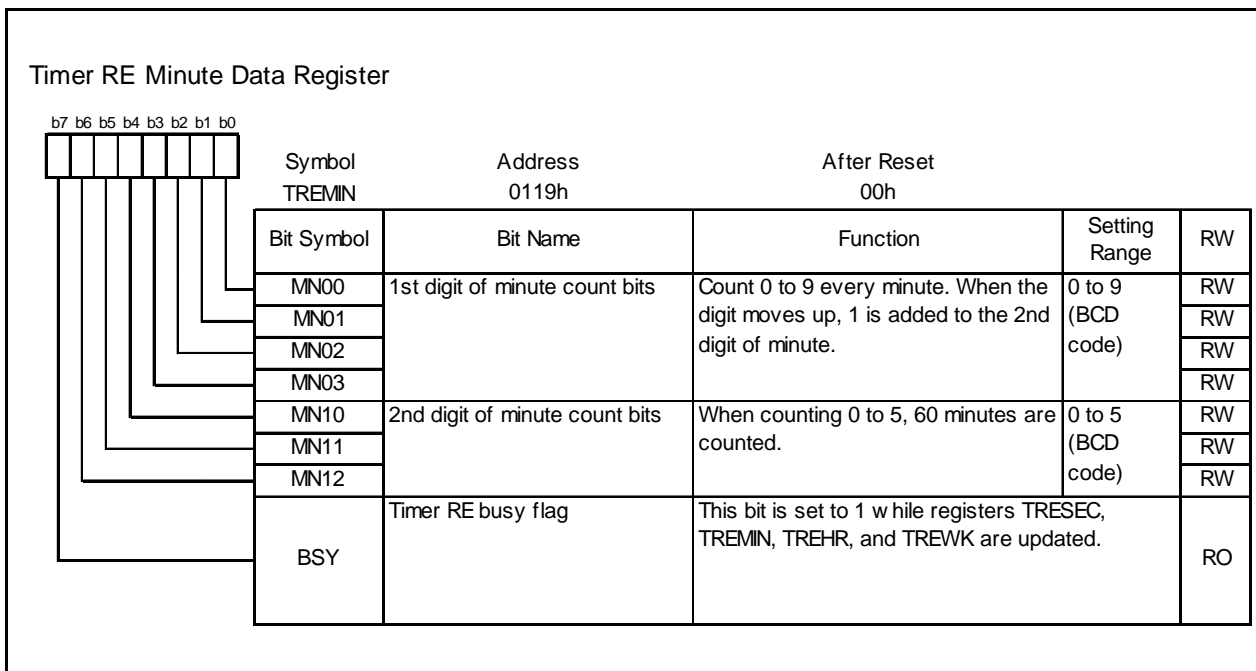 Timer RE Minute Data Register
b7 b6 b5 b4 b3 b2 b1 b0
Symbol Address After Reset
TREMIN 0119h 00h
Bit Symbol Bit Name Function Setting Range RW
MN00 1st digit of minute count bits Count 0 to 9 every minute. When the 0 to 9 RW
MN01 digit moves up, 1 is added to the 2nd (BCD RW
MN02 digit of minute. code) RW
MN03 RW
MN10 2nd digit of minute count bits When counting 0 to 5, 60 minutes are 0 to 5 RW
MN11 counted. (BCD RW
MN12 code) RW
Timer RE busy flag This bit is set to 1 w hile registers TRESEC,
TREMIN, TREHR, and TREWK are updated.
BSY RO